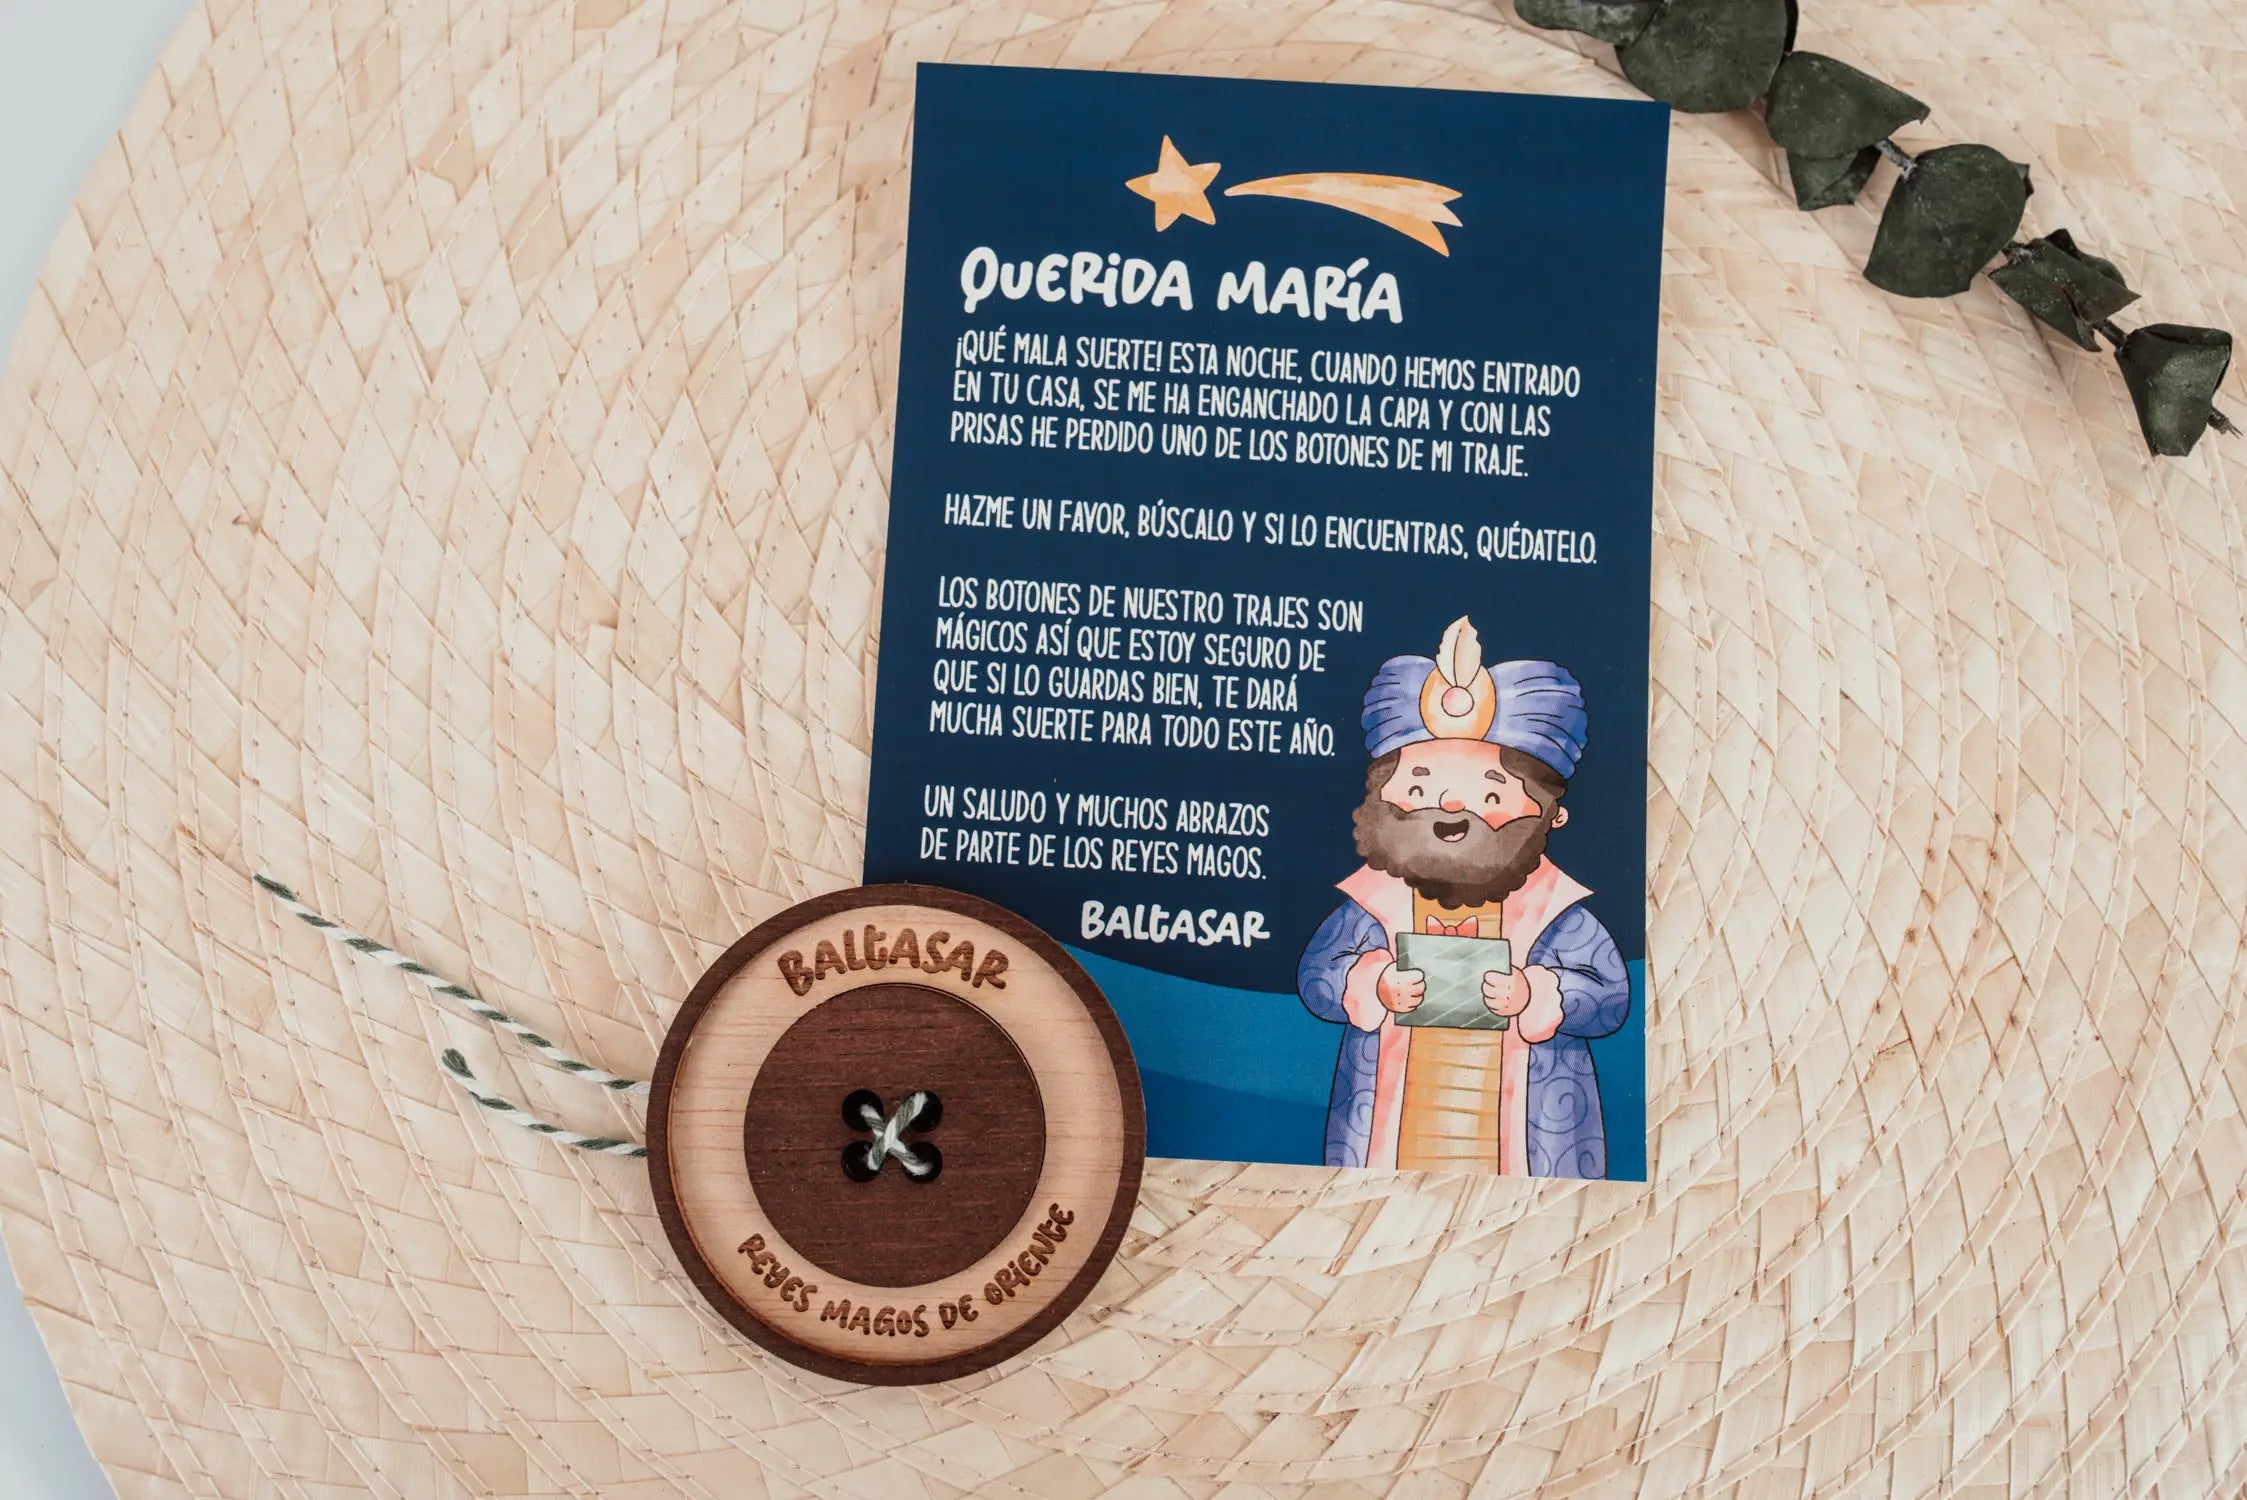 QUERIDA MARÍA
¡QUÉ MALA SUERTE! ESTA NOCHE, CUANDO HEMOS ENTRADO
EN TU CASA, SE ME HA ENGANCHADO LA CAPA Y CON LAS
PRISAS HE PERDIDO UNO DE LOS BOTONES DE MI TRAJE.
HAZME UN FAVOR, BÚSCALO Y SI LO ENCUENTRAS, QUÉDATELO.
LOS BOTONES DE NUESTRO TRAJES SON
MÁGICOS ASÍ QUE ESTOY SEGURO DE
QUE SI LO GUARDAS BIEN, TE DARÁ
MUCHA SUERTE PARA TODO ESTE AÑO.
UN SALUDO Y MUCHOS ABRAZOS
DE PARTE DE LOS REYES MAGOS.
BALTASAR
BALTASAR
REYES MAGOS DE ORIENTE